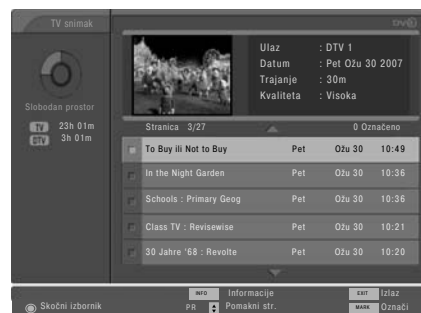 TV snimak
Ulaz : DTV 1
Datum : Pet Ožu 30 2007
Trajanje : 30m
Kvaliteta : Visoka
Slobodan prostor
TV 23h 01m
DTV 3h 01m
Stranica 3/27 0 Označeno
To Buy ili Not to Buy Pet Ožu 30 10:49
In the Night Garden Pet Ožu 30 10:36
Schools : Primary Geog Pet Ožu 30 10:36
Class TV : Revisewise Pet Ožu 30 10:21
30 Jahre '68 : Revolte Pet Ožu 30 10:20
INFO Informacije EXIT Izlaz
Skočni izbornik PR Pomakni str. MARK Označi